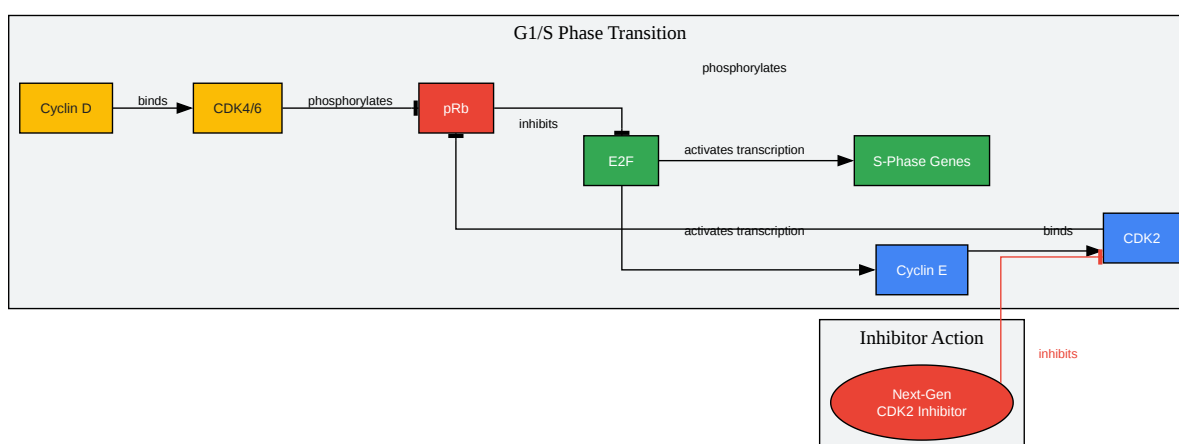 G1/S Phase Transition
phosphorylates
Cyclin D
binds
CDK4/6
phosphorylates
pRb
inhibits
E2F
activates transcription
S-Phase Genes
activates transcription
binds
CDK2
Cyclin E
Inhibitor Action
inhibits
Next-Gen
CDK2 Inhibitor